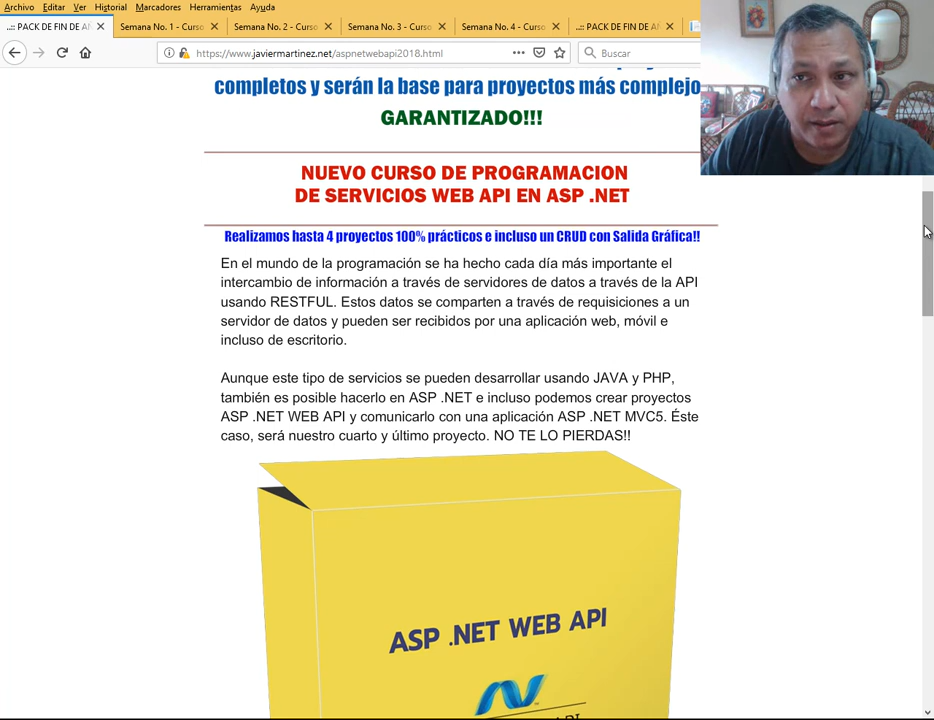 Archivo Editar Ver Historial Marcadores Herramientas Ayuda
..:: PACK DE FIN DE AÑ Semana No. 1 - Curso Semana No. 2 - Curso Semana No. 3 - Curso Semana No. 4 - Curso ..:: PACK DE FIN DE AÑ
https://www.javiermartinez.net/aspnetwebapi2018.html Buscar
completos y serán la base para proyectos más complejo
GARANTIZADO!!!
NUEVO CURSO DE PROGRAMACION
DE SERVICIOS WEB API EN ASP .NET
Realizamos hasta 4 proyectos 100% prácticos e incluso un CRUD con Salida Gráfica!!
En el mundo de la programación se ha hecho cada día más importante el
intercambio de información a través de servidores de datos a través de la API
usando RESTFUL. Estos datos se comparten a través de requisiciones a un
servidor de datos y pueden ser recibidos por una aplicación web, móvil e
incluso de escritorio.
Aunque este tipo de servicios se pueden desarrollar usando JAVA y PHP,
también es posible hacerlo en ASP .NET e incluso podemos crear proyectos
ASP .NET WEB API y comunicarlo con una aplicación ASP .NET MVC5. Éste
caso, será nuestro cuarto y último proyecto. NO TE LO PIERDAS!!
ASP .NET WEB API